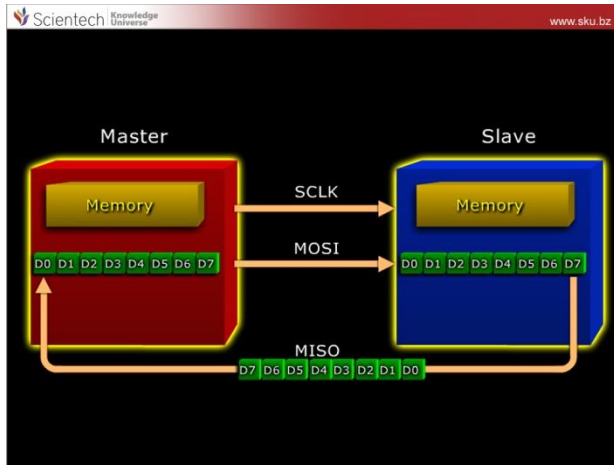 Scientech Knowledge Universe www.sku.bz
Master Slave
SCLK
Memory Memory
MOSI
D0 D1 D2 D3 D4 D5 D6 D7 D0 D1 D2 D3 D4 D5 D6 D7
MISO
D7 D6 D5 D4 D3 D2 D1 D0